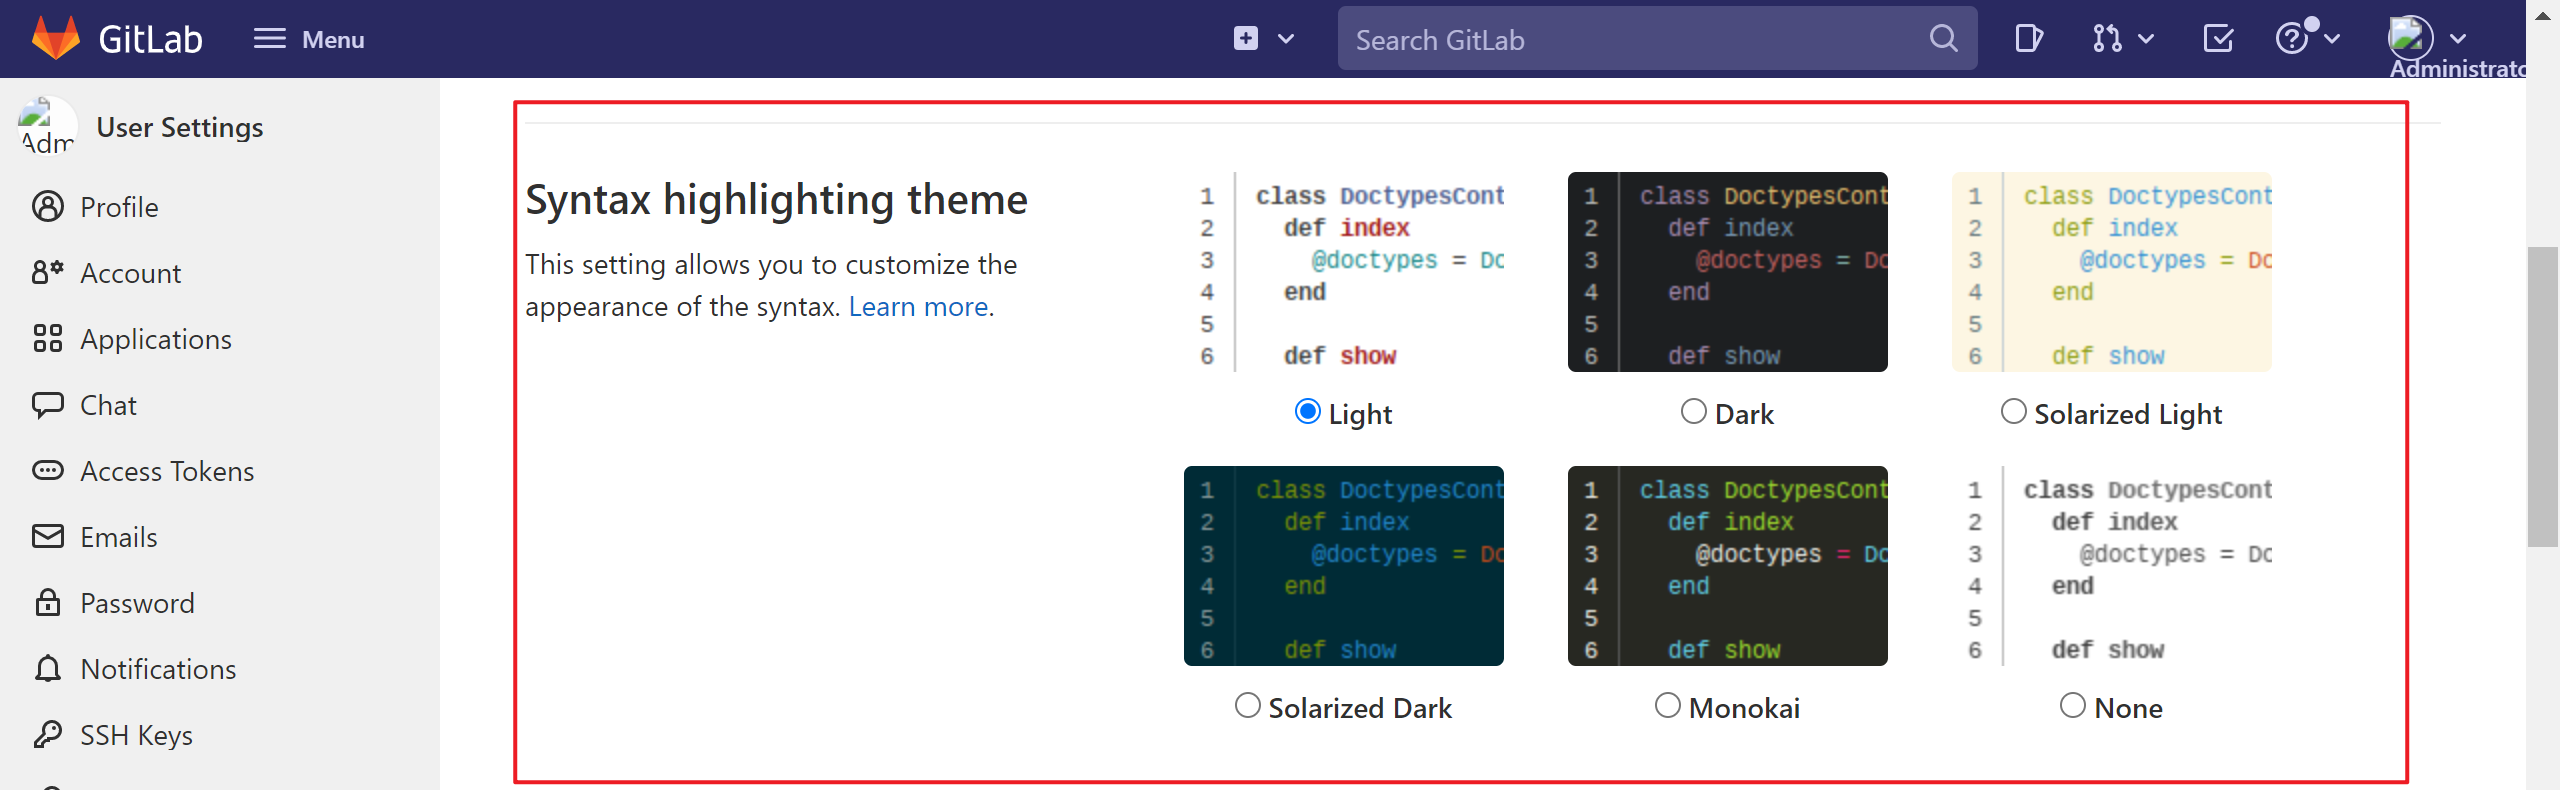 GitLab
Menu
Search GitLab
Administrato
Adm
User Settings
Profile
Account
Applications
Chat
Access Tokens
Emails
Password
Notifications
SSH Keys
Syntax highlighting theme
This setting allows you to customize the
appearance of the syntax. Learn more.
1 class DoctypesCont
2 def index
3 @doctypes = Do
4 end
5
6 def show
Light
1 class DoctypesCont
2 def index
3 @doctypes = Do
4 end
5
6 def show
Dark
1 class DoctypesCont
2 def index
3 @doctypes = Do
4 end
5
6 def show
Solarized Light
1 class DoctypesCont
2 def index
3 @doctypes = Do
4 end
5
6 def show
Solarized Dark
1 class DoctypesCont
2 def index
3 @doctypes = Do
4 end
5
6 def show
Monokai
1 class DoctypesCont
2 def index
3 @doctypes = Do
4 end
5
6 def show
None